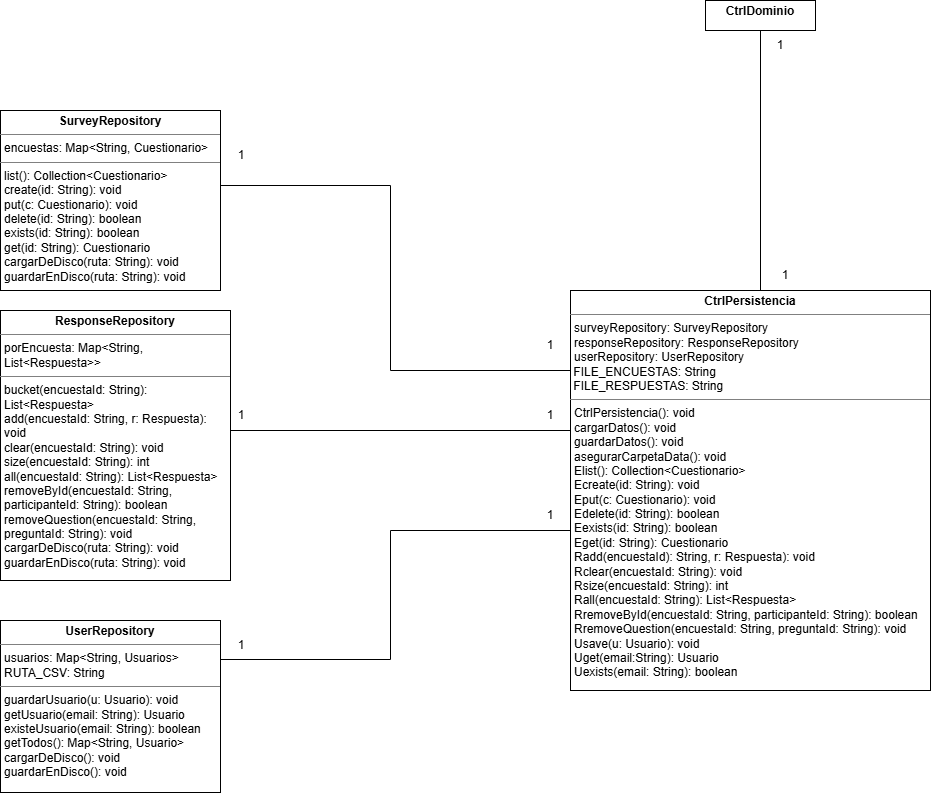 CtrlDominio
1
1
SurveyRepository
encuestas: Map<String, Cuestionario>
list(): Collection<Cuestionario>
create(id: String): void
put(c: Cuestionario): void
delete(id: String): boolean
exists(id: String): boolean
get(id: String): Cuestionario
cargarDeDisco(ruta: String): void
guardarEnDisco(ruta: String): void
1
1
ResponseRepository
porEncuesta: Map<String,
List<Respuesta>>
bucket(encuestaId: String):
List<Respuesta>
add(encuestaId: String, r: Respuesta):
void
clear(encuestaId: String): void
size(encuestaId: String): int
all(encuestaId: String): List<Respuesta>
removeById(encuestaId: String,
participanteId: String): boolean
removeQuestion(encuestaId: String,
preguntaId: String): void
cargarDeDisco(ruta: String): void
guardarEnDisco(ruta: String): void
1
1
UserRepository
usuarios: Map<String, Usuarios>
RUTA_CSV: String
guardarUsuario(u: Usuario): void
getUsuario(email: String): Usuario
existeUsuario(email: String): boolean
getTodos(): Map<String, Usuario>
cargarDeDisco(): void
guardarEnDisco(): void
1
1
CtrlPersistencia
surveyRepository: SurveyRepository
responseRepository: ResponseRepository
userRepository: UserRepository
FILE_ENCUESTAS: String
FILE_RESPUESTAS: String
CtrlPersistencia(): void
cargarDatos(): void
guardarDatos(): void
asegurarCarpetaData(): void
Elist(): Collection<Cuestionario>
Ecreate(id: String): void
Eput(c: Cuestionario): void
Edelete(id: String): boolean
Eexists(id: String): boolean
Eget(id: String): Cuestionario
Radd(encuestaId): String, r: Respuesta): void
Rclear(encuestaId: String): void
Rsize(encuestaId: String): int
Rall(encuestaId: String): List<Respuesta>
RremoveById(encuestaId: String, participanteId: String): boolean
RremoveQuestion(encuestaId: String, preguntaId: String): void
Usave(u: Usuario): void
Uget(email:String): Usuario
Uexists(email: String): boolean